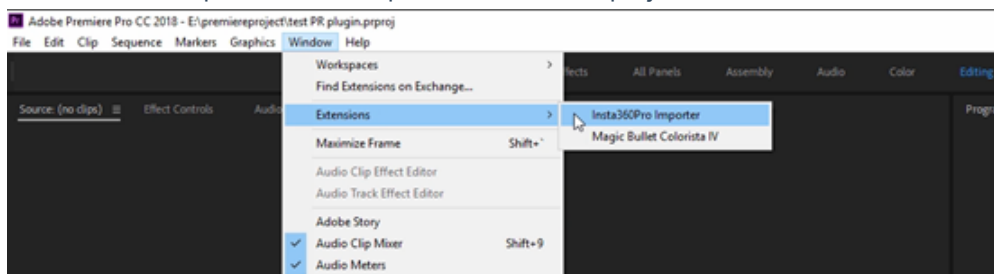 Adobe Premiere Pro CC 2018 - E:\premiereproject\test PR plugin.prproj
File Edit Clip Sequence Markers Graphics Window Help
Workspaces >
Find Extensions on Exchange...
Extensions >
Insta360Pro Importer
Magic Bullet Colorista IV
Maximize Frame Shift+`
Audio Clip Effect Editor
Audio Track Effect Editor
Adobe Story
Audio Clip Mixer Shift+9
Audio Meters
All Panels Assembly Audio Color Editing
Source: (no clips) Effect Controls Audio